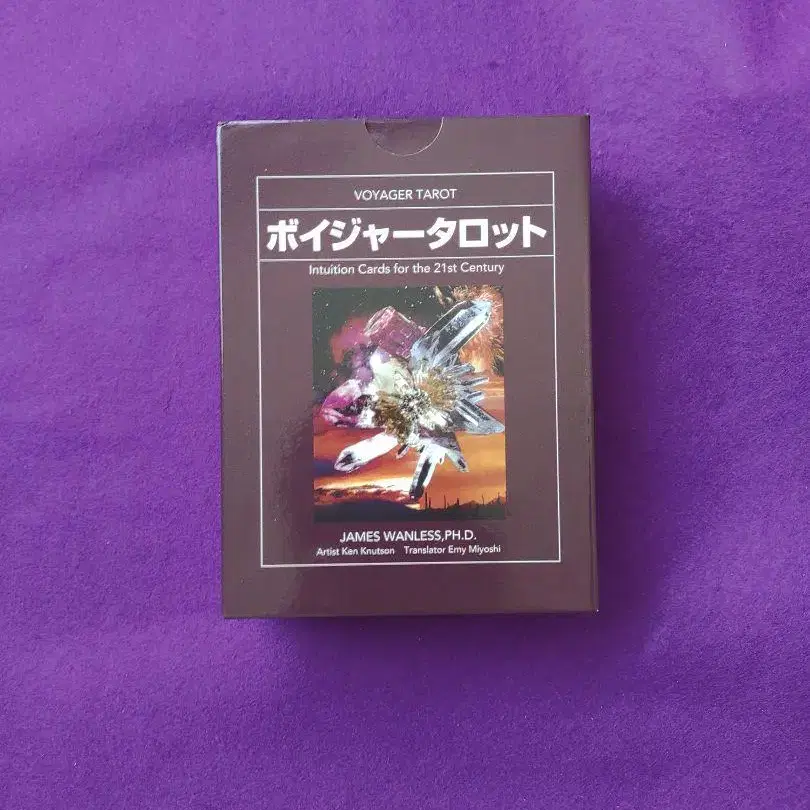 VOYAGER TAROT
ボイジャータロット
Intuition Cards for the 21st Century
JAMES WANLESS,PH.D.
Artist Ken Knutson Translator Emy Miyoshi